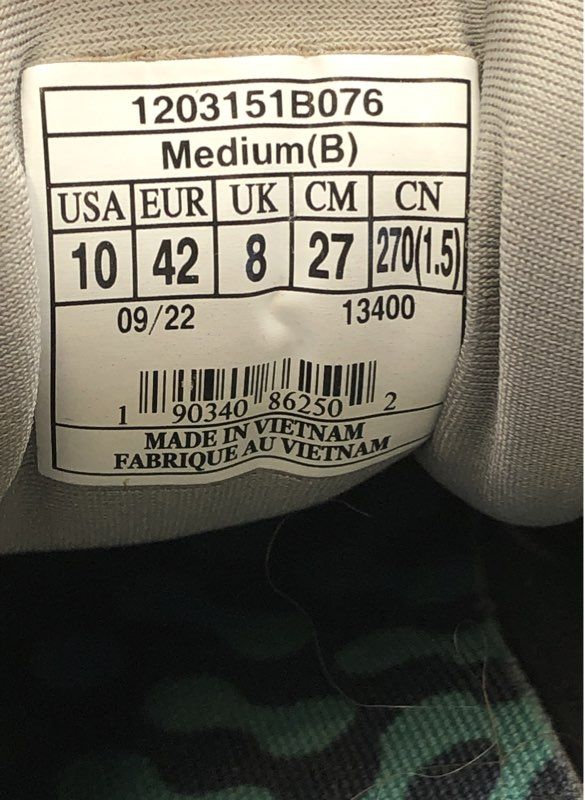 1203151B076
Medium(B)
USA EUR UK CM CN
10 42 8 27 270(1.5)
09/22 13400
1 90340 86250 2
MADE IN VIETNAM
FABRIQUE AU VIETNAM